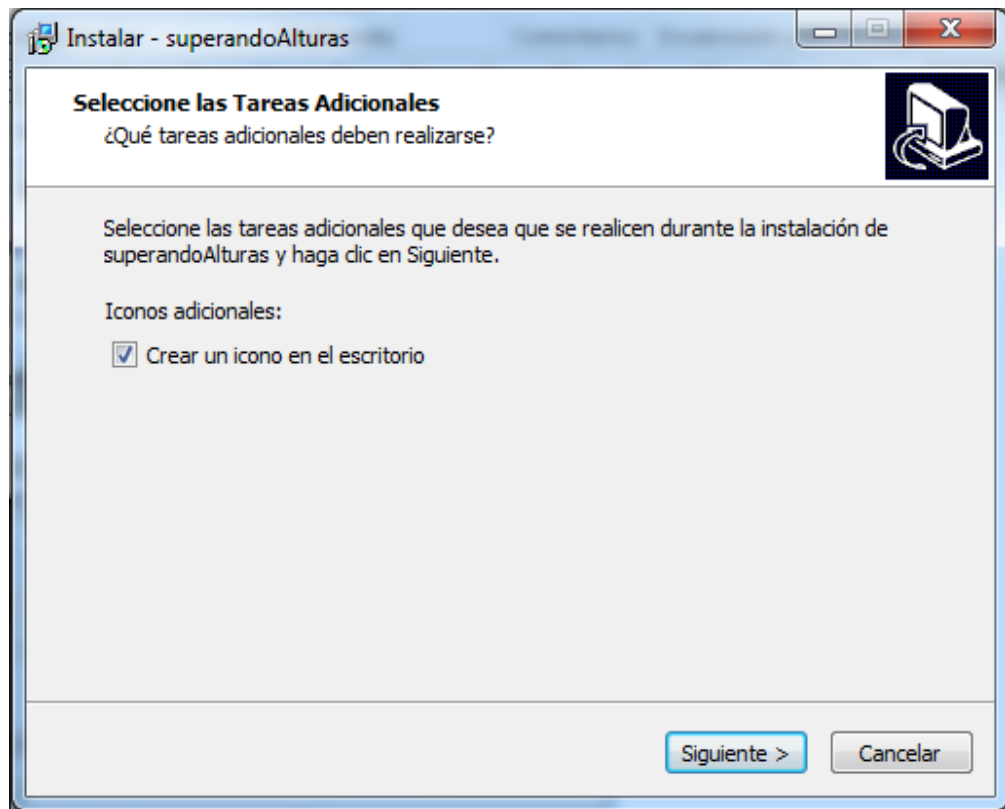 Instalar - superandoAlturas
Seleccione las Tareas Adicionales
¿Qué tareas adicionales deben realizarse?
Seleccione las tareas adicionales que desea que se realicen durante la instalación de
superandoAlturas y haga clic en Siguiente.
Iconos adicionales:
Crear un icono en el escritorio
Siguiente >
Cancelar